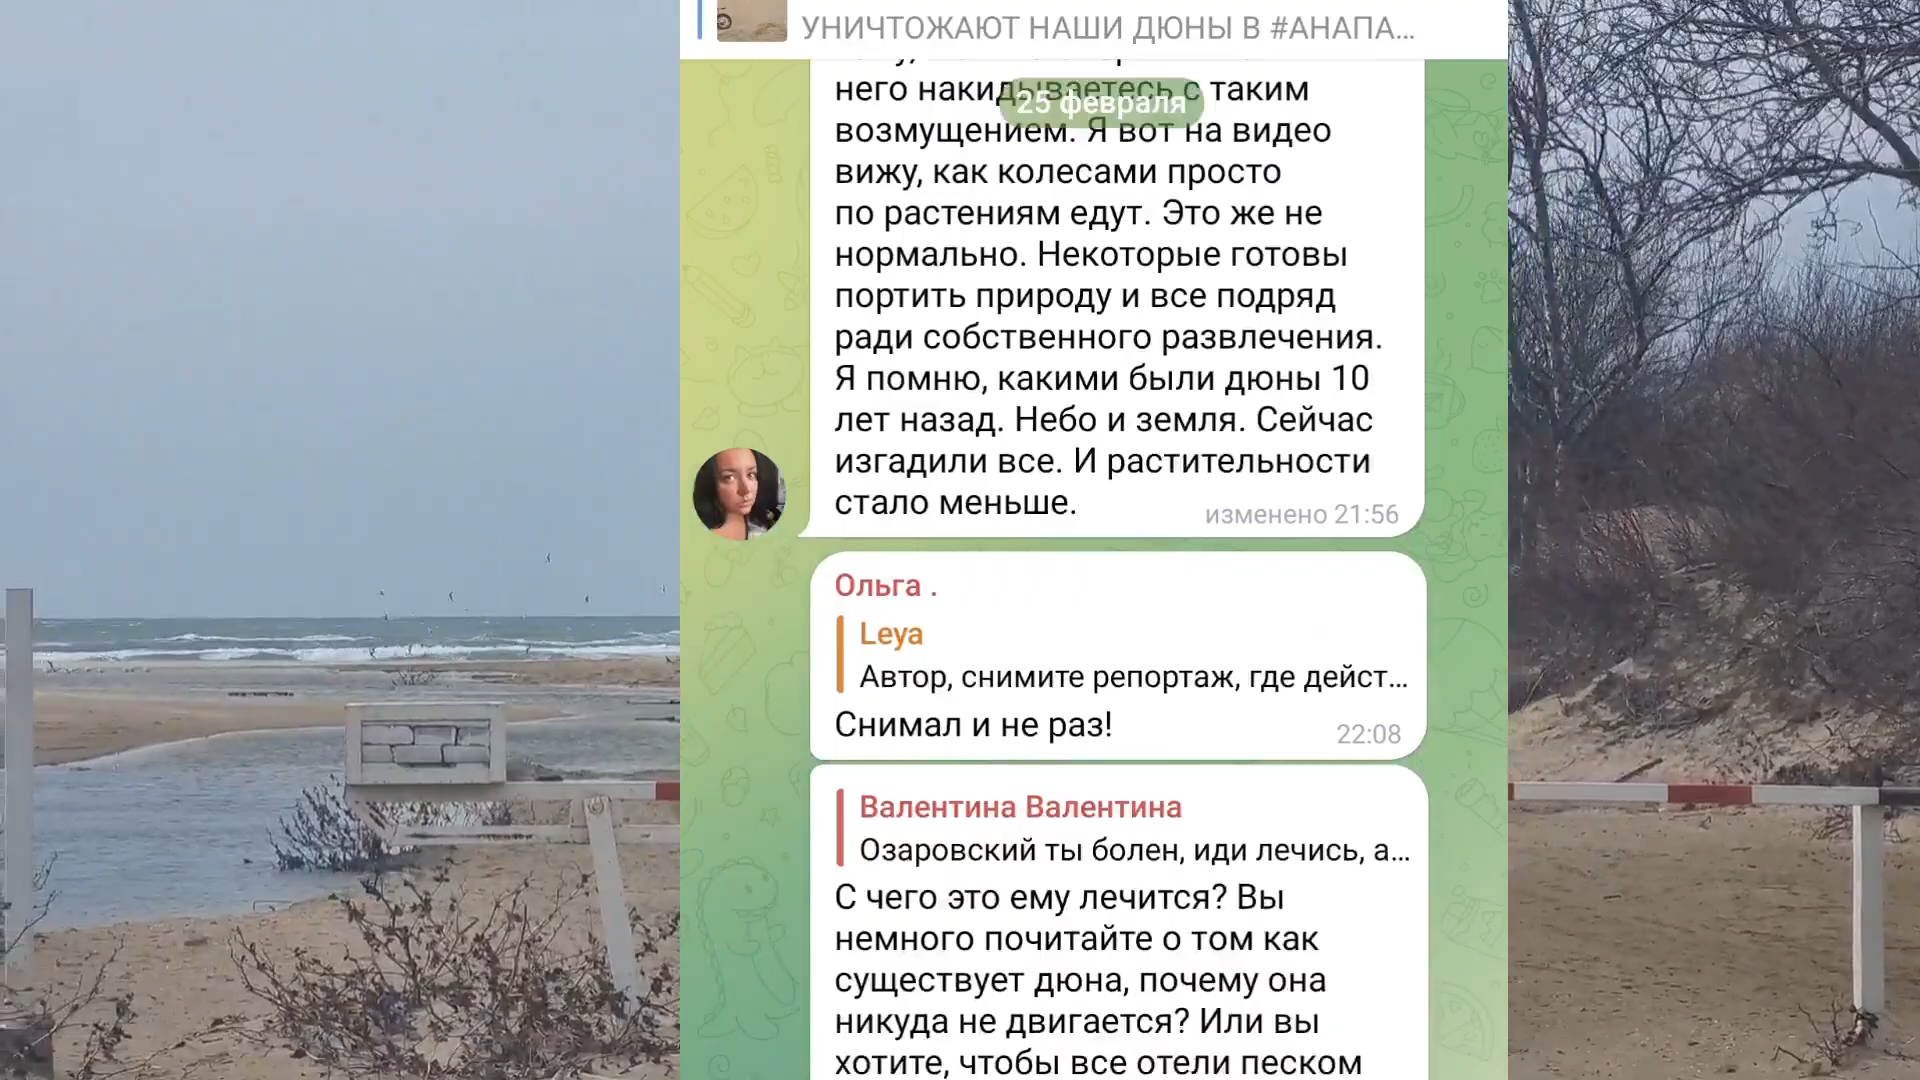 УНИЧТОЖАЮТ НАШИ ДЮНЫ В #АНАПА...
25 февраля
него накидываетесь с таким
возмущением. Я вот на видео
вижу, как колесами просто
по растениям едут. Это же не
нормально. Некоторые готовы
портить природу и все подряд
ради собственного развлечения.
Я помню, какими были дюны 10
лет назад. Небо и земля. Сейчас
изгадили все. И растительности
стало меньше.
изменено 21:56
Ольга .
Leya
Автор, снимите репортаж, где дейст...
Снимал и не раз!
22:08
Валентина Валентина
Озаровский ты болен, иди лечись, а...
С чего это ему лечится? Вы
немного почитайте о том как
существует дюна, почему она
никуда не двигается? Или вы
хотите, чтобы все отели песком